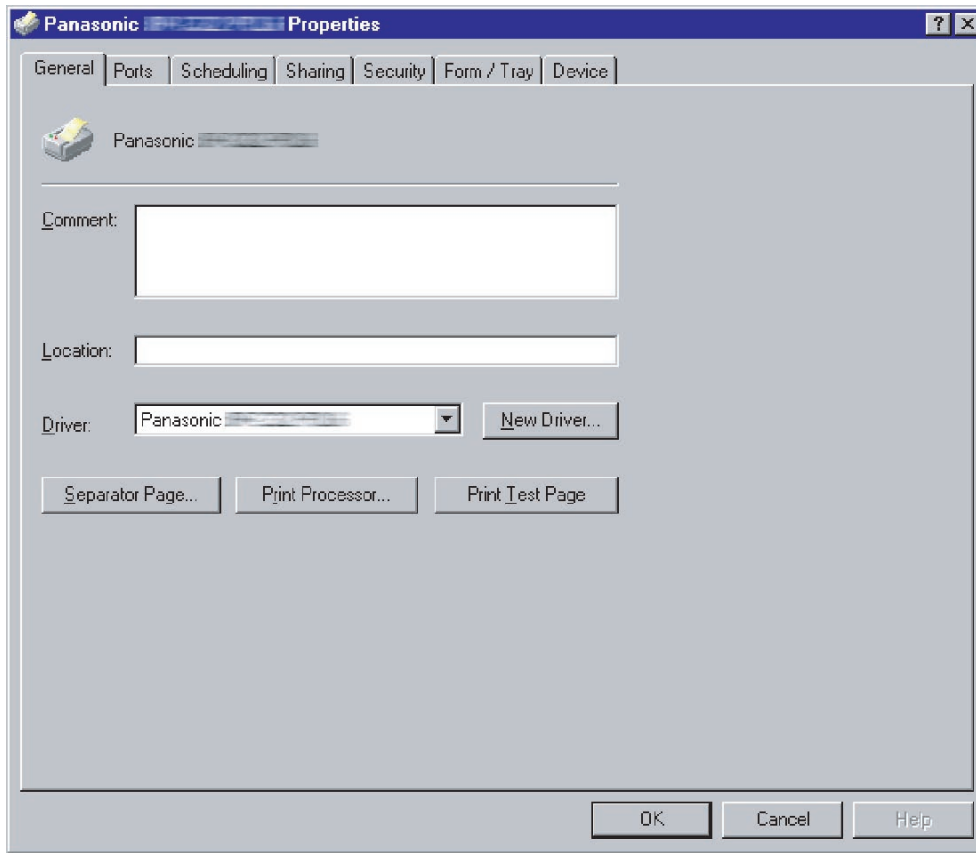 Panasonic Properties
General Ports Scheduling Sharing Security Form / Tray Device
Panasonic
Comment:
Location:
Driver: Panasonic New Driver...
Separator Page... Print Processor... Print Test Page
OK Cancel Help